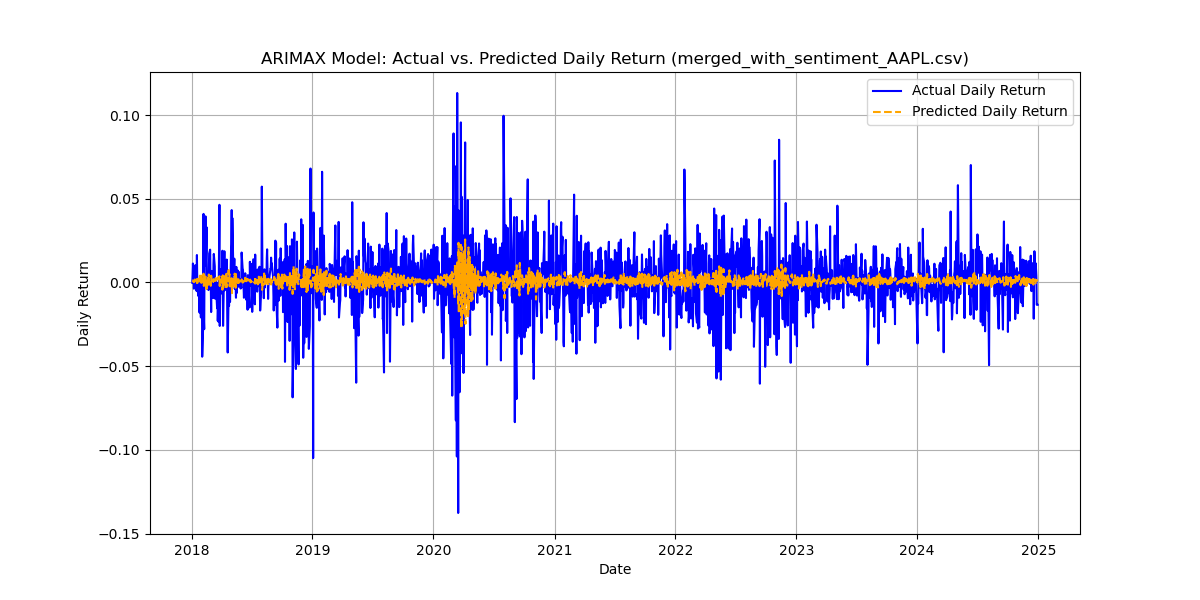 ARIMAX Model: Actual vs. Predicted Daily Return (merged_with_sentiment_AAPL.csv)
Actual Daily Return
Predicted Daily Return
0.10
0.05
0.00
−0.05
−0.10
−0.15
Daily Return
2018 2019 2020 2021 2022 2023 2024 2025
Date